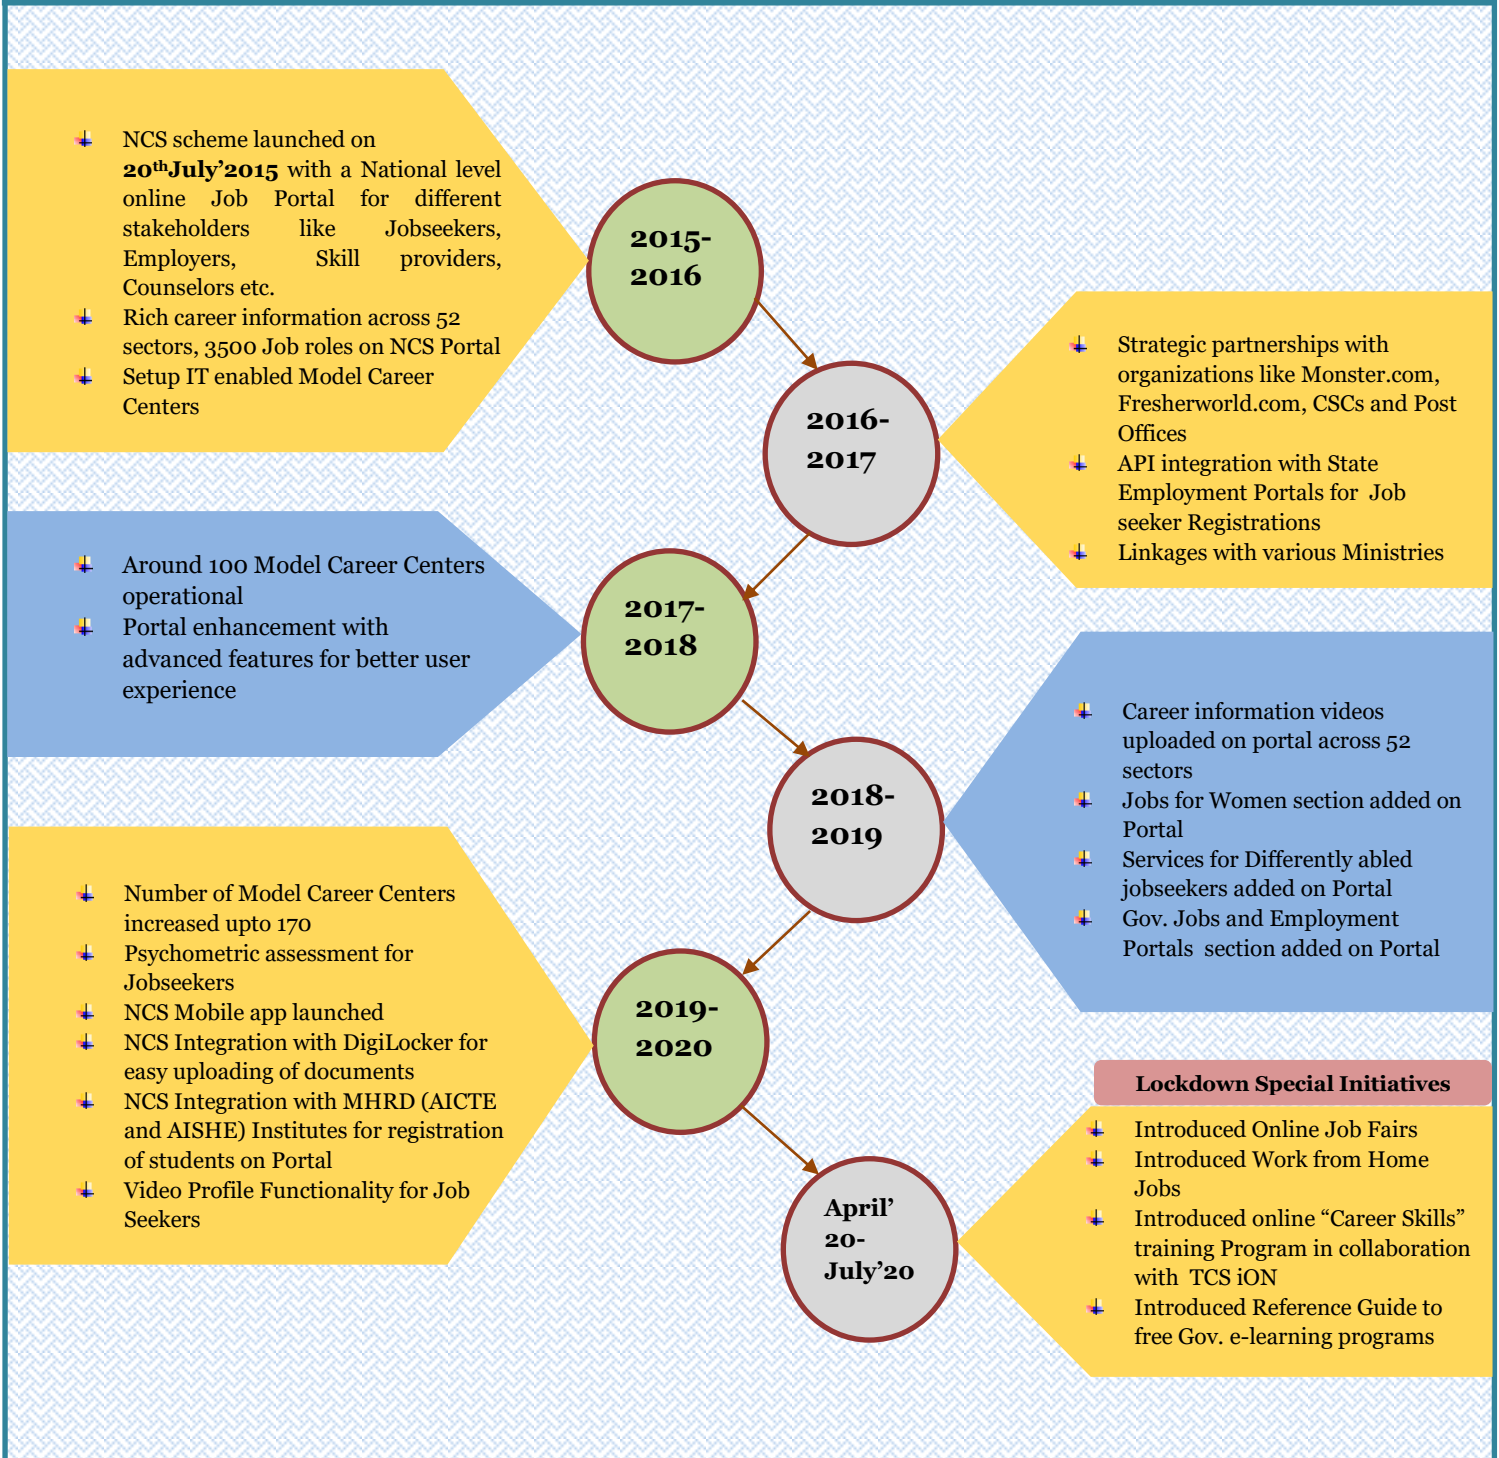 NCS scheme launched on
20thJuly’2015 with a National level
online Job Portal for different
stakeholders like Jobseekers,
Employers, Skill providers,
Counselors etc.
Rich career information across 52
sectors, 3500 Job roles on NCS Portal
Setup IT enabled Model Career
Centers
2015-
2016
2016-
2017
Strategic partnerships with
organizations like Monster.com,
Fresherworld.com, CSCs and Post
Offices
API integration with State
Employment Portals for Job
seeker Registrations
Linkages with various Ministries
Around 100 Model Career Centers
operational
Portal enhancement with
advanced features for better user
experience
2017-
2018
2018-
2019
Career information videos
uploaded on portal across 52
sectors
Jobs for Women section added on
Portal
Services for Differently abled
jobseekers added on Portal
Gov. Jobs and Employment
Portals section added on Portal
Number of Model Career Centers
increased upto 170
Psychometric assessment for
Jobseekers
NCS Mobile app launched
NCS Integration with DigiLocker for
easy uploading of documents
NCS Integration with MHRD (AICTE
and AISHE) Institutes for registration
of students on Portal
Video Profile Functionality for Job
Seekers
2019-
2020
April’
20-
July’20
Lockdown Special Initiatives
Introduced Online Job Fairs
Introduced Work from Home
Jobs
Introduced online “Career Skills”
training Program in collaboration
with TCS iON
Introduced Reference Guide to
free Gov. e-learning programs